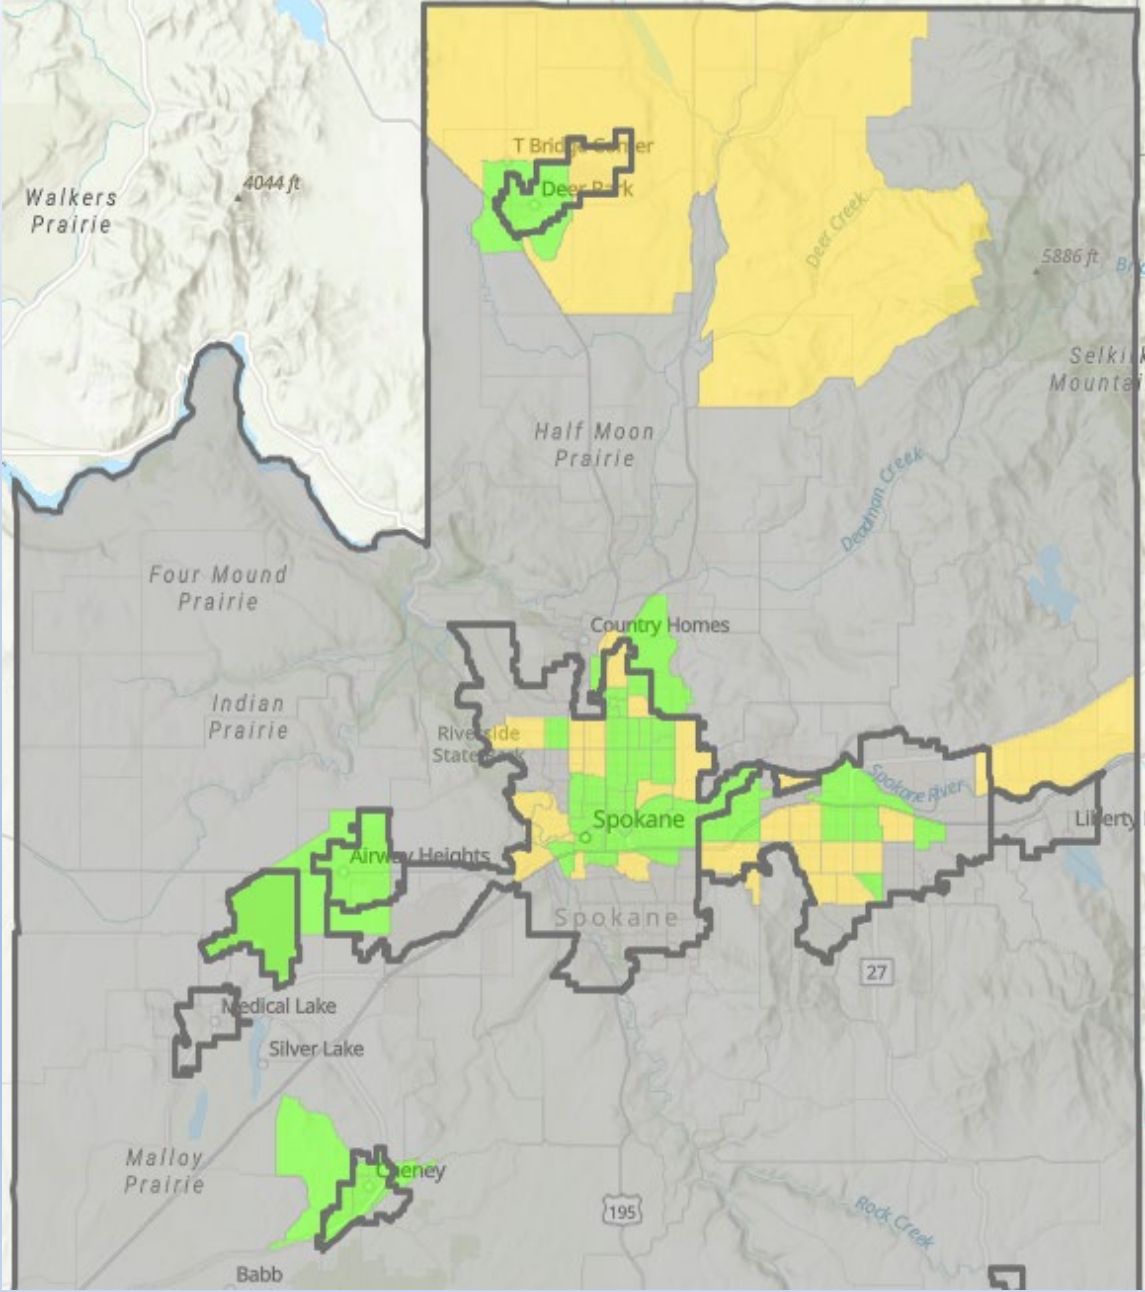 T Bridge Center
4044 ft
Walkers
Prairie
Deer Park
Deer Creek
5886 ft
Selkirk
Half Moon
Prairie
Deadman Creek
Four Mound
Prairie
Country Homes
Indian
Prairie
Riverside
State Park
Spokane River
Spokane
Liberty
Airway Heights
Spokane
27
Medical Lake
Silver Lake
Malloy
Prairie
Cheney
195
Rock Creek
Babb